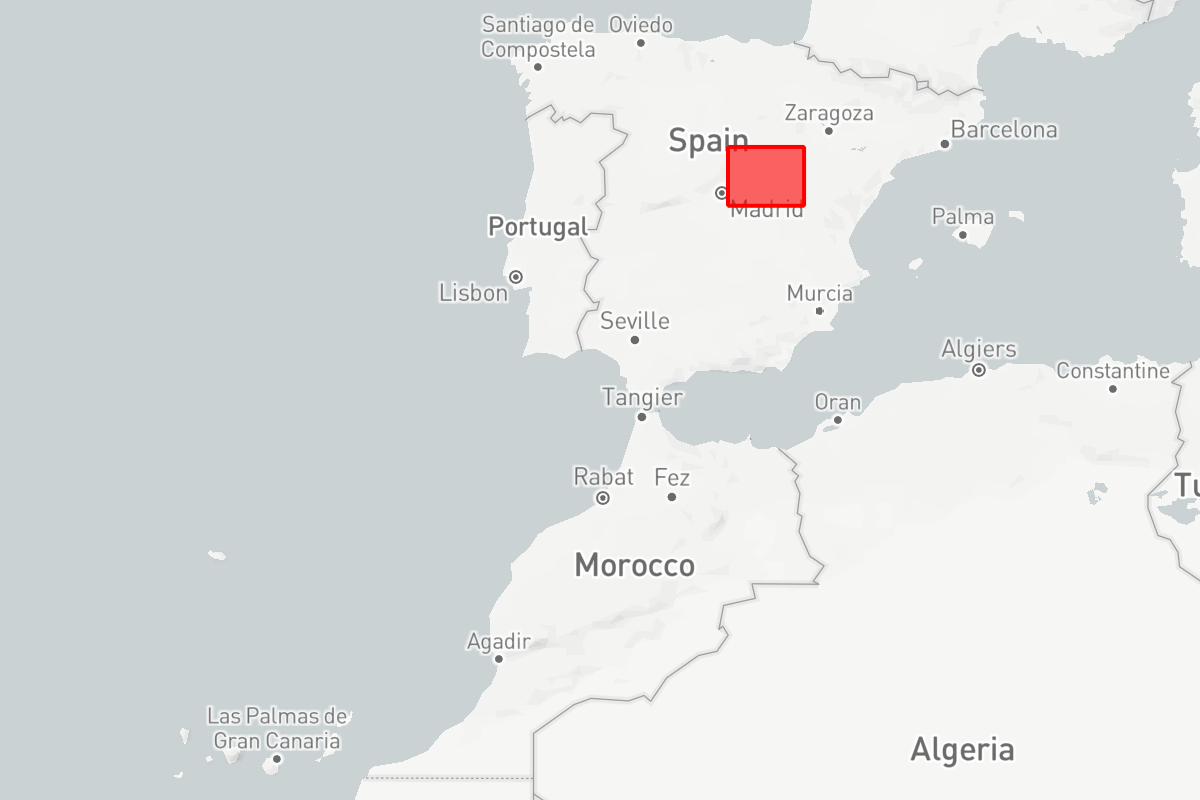 Santiago de
Compostela
Oviedo
Zaragoza
Barcelona
Spain
Madrid
Portugal
Palma
Lisbon
Murcia
Seville
Algiers
Constantine
Tangier
Oran
Rabat
Fez
Tu
Morocco
Agadir
Las Palmas de
Gran Canaria
Algeria